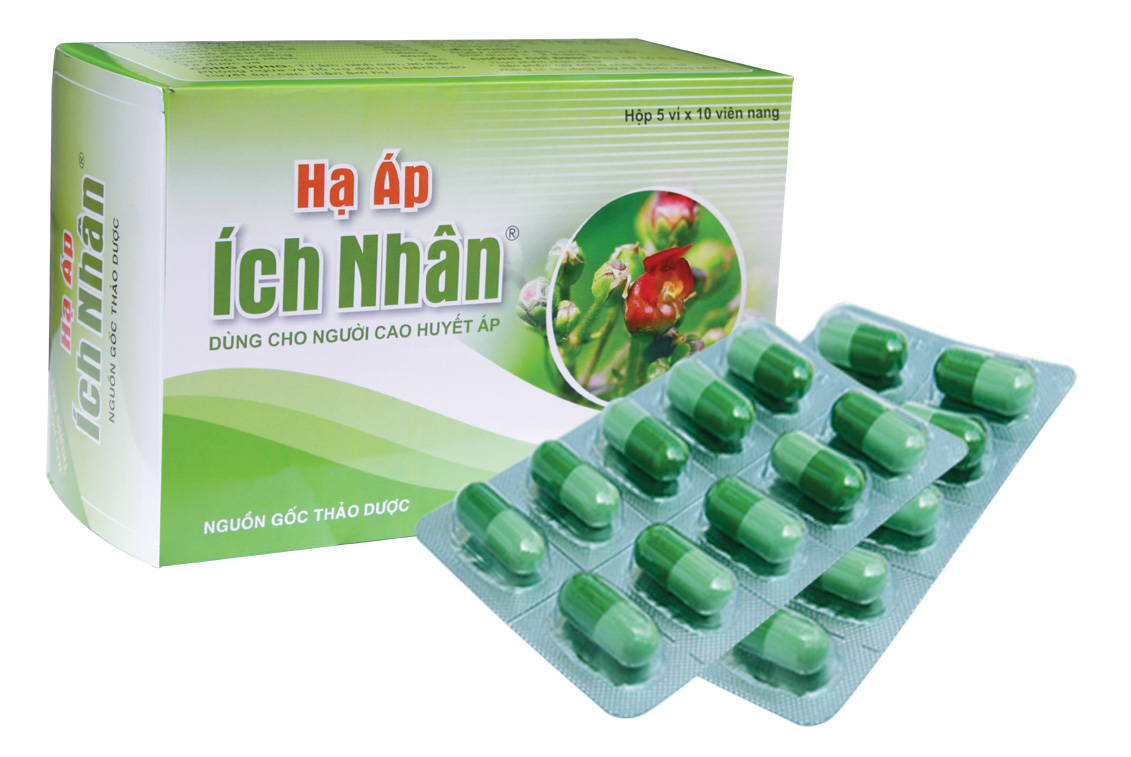 Hộp 5 vỉ x 10 viên nang
Hạ Áp
Ích Nhân®
DÙNG CHO NGƯỜI CAO HUYẾT ÁP
NGUỒN GỐC THẢO DƯỢC
Hạ Áp
Ích Nhân®
NGUỒN GỐC THẢO DƯỢC